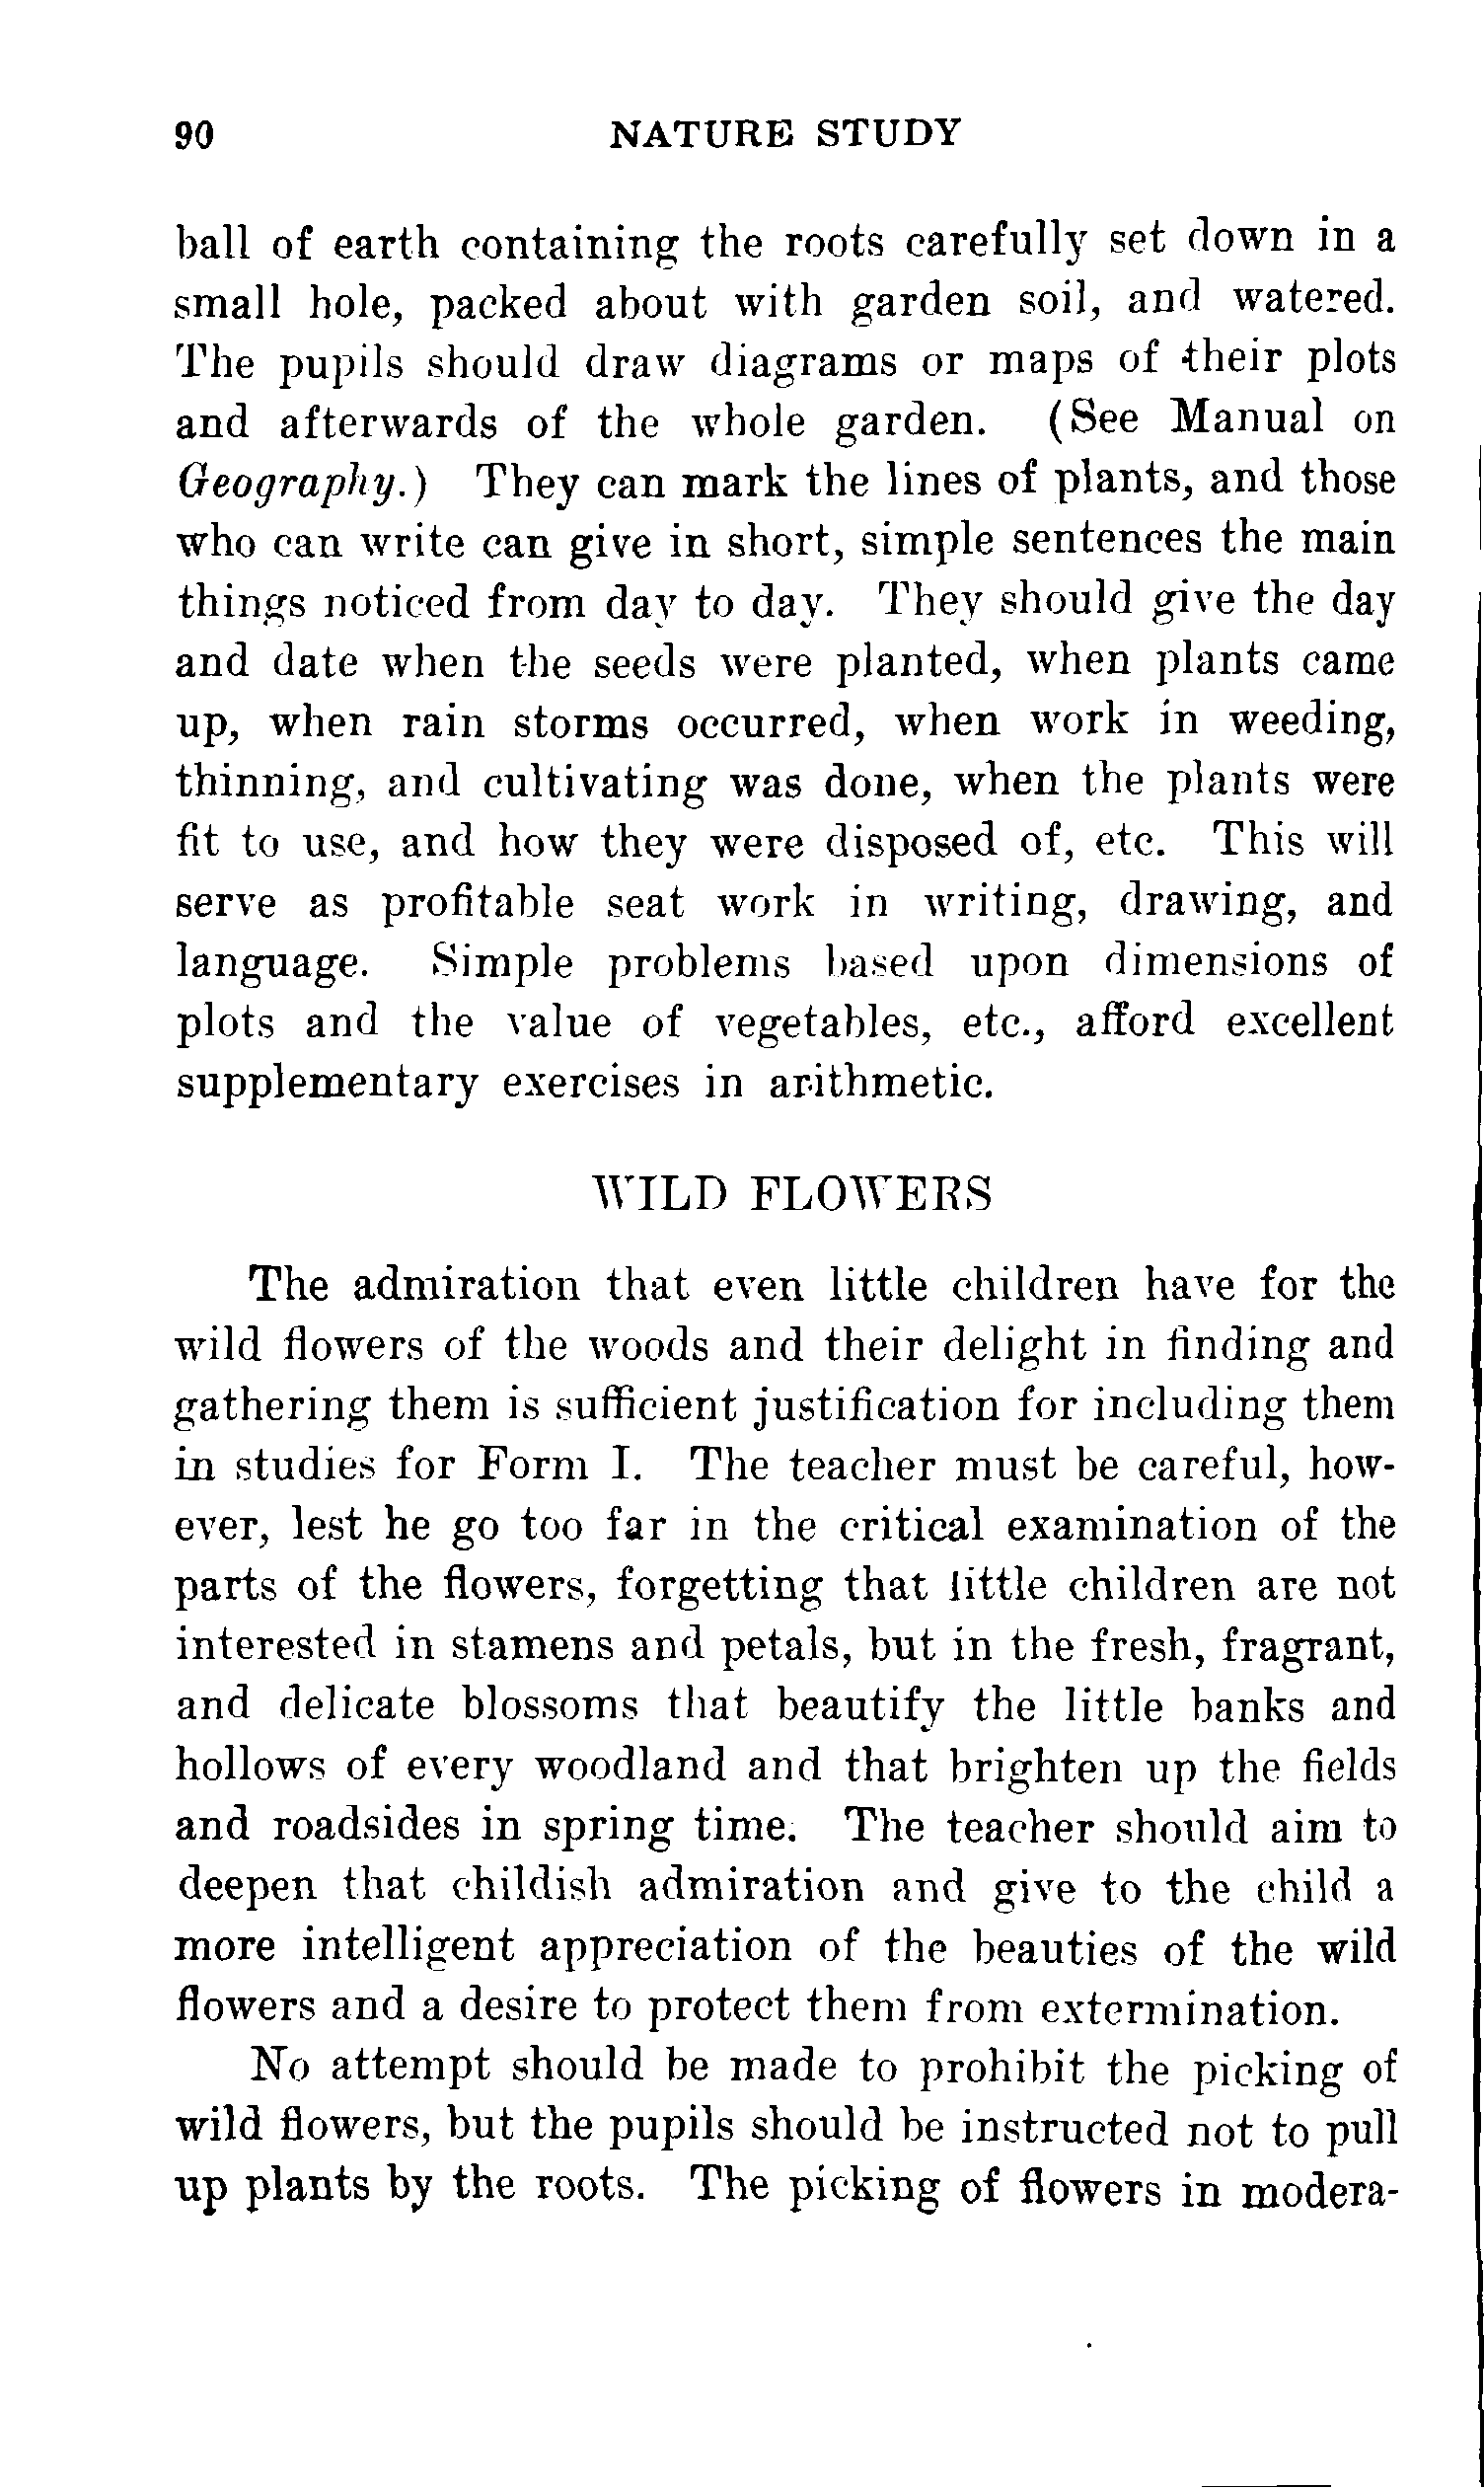 90 NATURE STUDY
ball of earth containing the roots carefully set down in a
small hole, packed about with garden soil, and watered.
The pupils should draw diagrams or maps of their plots
and afterwards of the whole garden. (See Manual on
Geography.) They can mark the lines of plants, and those
who can write can give in short, simple sentences the main
things noticed from day to day. They should give the day
and date when the seeds were planted, when plants came
up, when rain storms occurred, when work in weeding,
thinning, and cultivating was done, when the plants were
fit to use, and how they were disposed of, etc. This will
serve as profitable seat work in writing, drawing, and
language. Simple problems based upon dimensions of
plots and the value of vegetables, etc., afford excellent
supplementary exercises in arithmetic.
WILD FLOWERS
The admiration that even little children have for the
wild flowers of the woods and their delight in finding and
gathering them is sufficient justification for including them
in studies for Form I. The teacher must be careful, how-
ever, lest he go too far in the critical examination of the
parts of the flowers, forgetting that little children are not
interested in stamens and petals, but in the fresh, fragrant,
and delicate blossoms that beautify the little banks and
hollows of every woodland and that brighten up the fields
and roadsides in spring time. The teacher should aim to
deepen that childish admiration and give to the child a
more intelligent appreciation of the beauties of the wild
flowers and a desire to protect them from extermination.
No attempt should be made to prohibit the picking of
wild flowers, but the pupils should be instructed not to pull
up plants by the roots. The picking of flowers in modera-